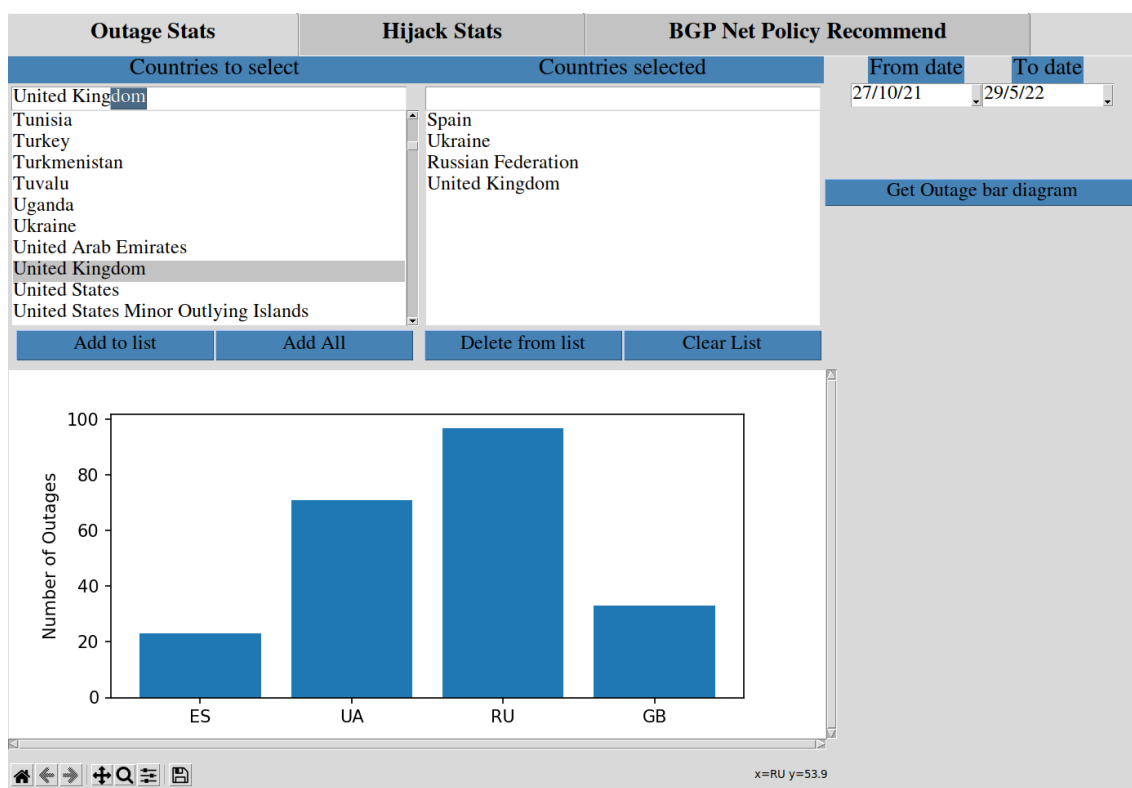 Outage Stats Hijack Stats BGP Net Policy Recommend
Countries to select Countries selected From date To date
United Kingdom 27/10/21 29/5/22
Tunisia Spain
Turkey Ukraine
Turkmenistan Russian Federation
Tuvalu United Kingdom
Uganda Get Outage bar diagram
Ukraine
United Arab Emirates
United Kingdom
United States
United States Minor Outlying Islands
Add to list Add All Delete from list Clear List
100
80
60
40
20
0
Number of Outages
ES UA RU GB
x=RU y=53.9